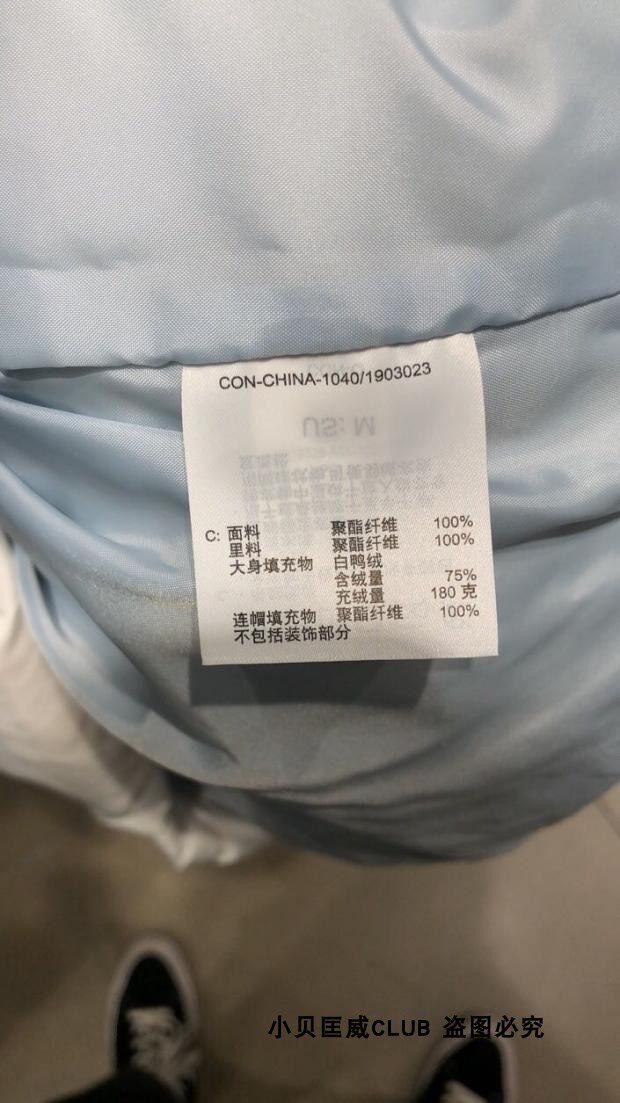 CON-CHINA-1040/1903023
US: M
C: 面料 聚酯纤维 100%
里料 聚酯纤维 100%
大身填充物 白鸭绒
含绒量 75%
充绒量 180 克
连帽填充物 聚酯纤维 100%
不包括装饰部分
小贝匡威CLUB 盗图必究